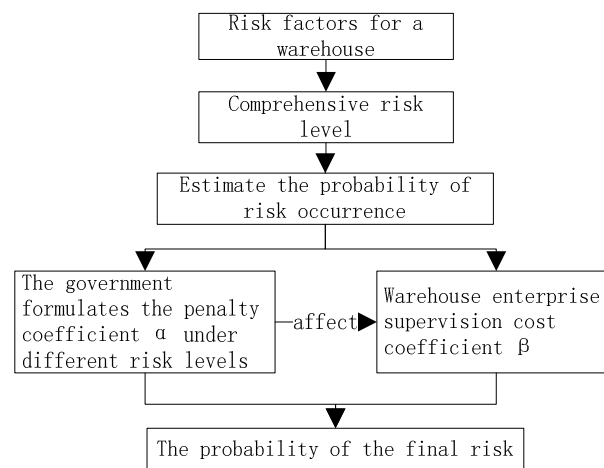 Risk factors for a
warehouse
Comprehensive risk
level
Estimate the probability of
risk occurrence
The government
formulates the penalty
coefficient α under
different risk levels
affect
Warehouse enterprise
supervision cost
coefficient β
The probability of the final risk